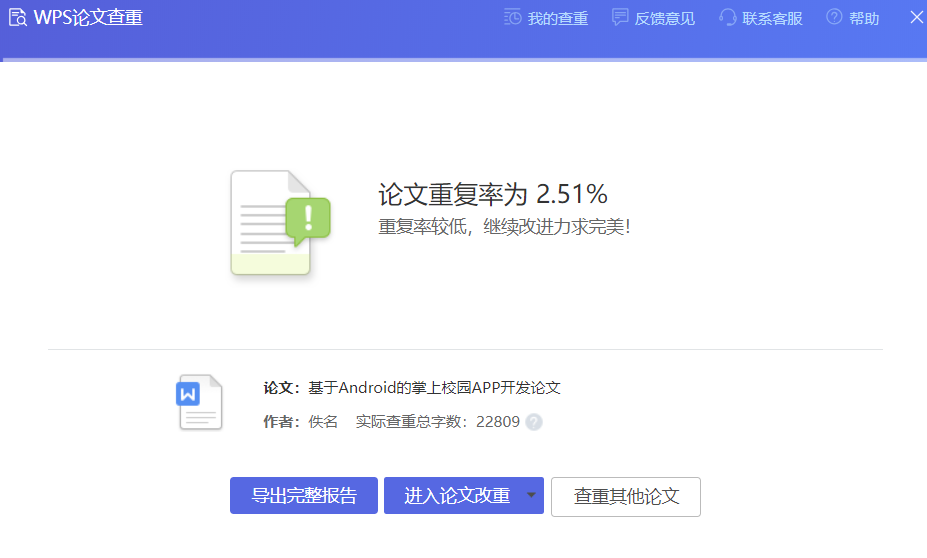 WPS论文查重 我的查重 反馈意见 联系客服 帮助
论文重复率为 2.51%
重复率较低，继续改进力求完美！
论文：基于Android的掌上校园APP开发论文
作者：佚名 实际查重总字数：22809
导出完整报告 进入论文改重 查重其他论文